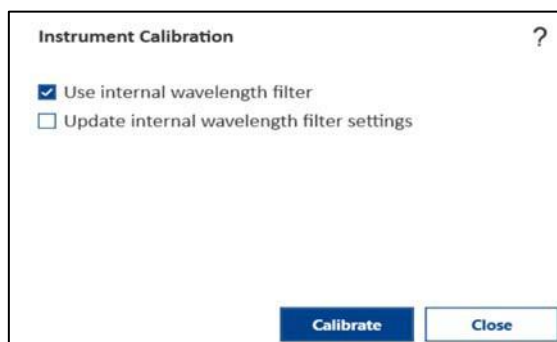 Instrument Calibration ?
Use internal wavelength filter
Update internal wavelength filter settings
Calibrate Close